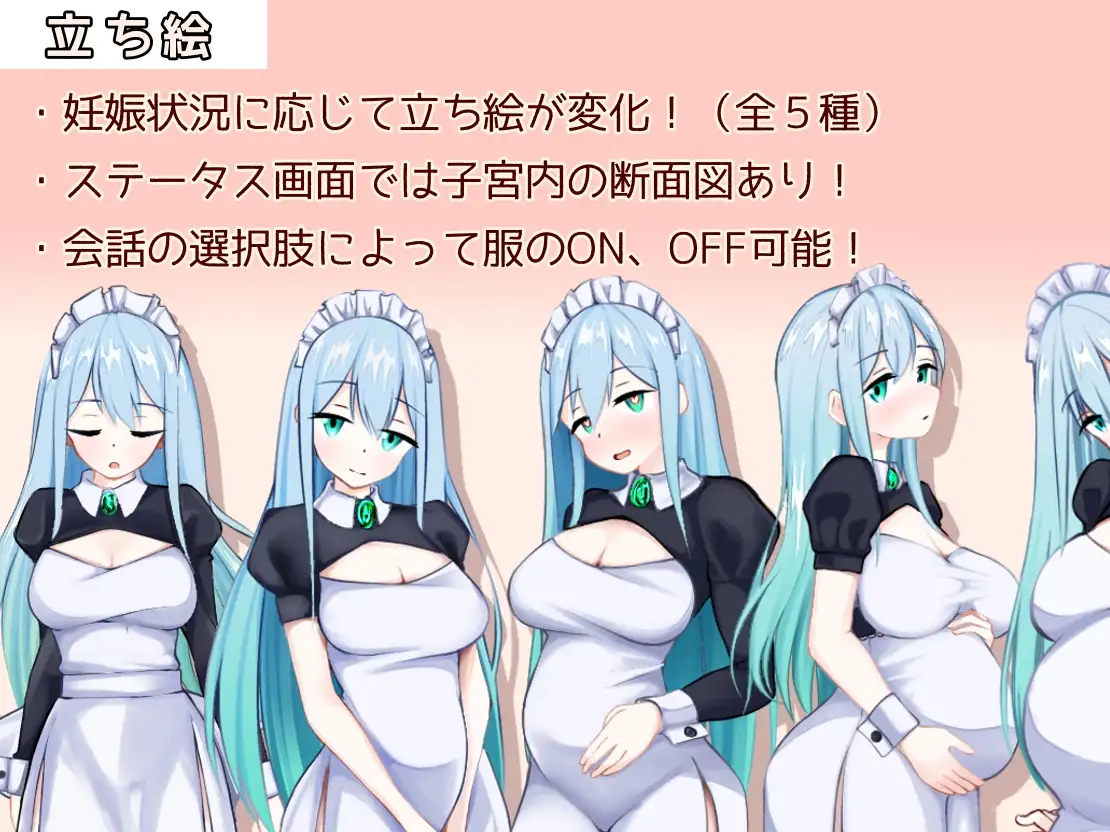 立ち絵
・妊娠状況に応じて立ち絵が変化！（全５種）
・ステータス画面では子宮内の断面図あり！
・会話の選択肢によって服のON、OFF可能！